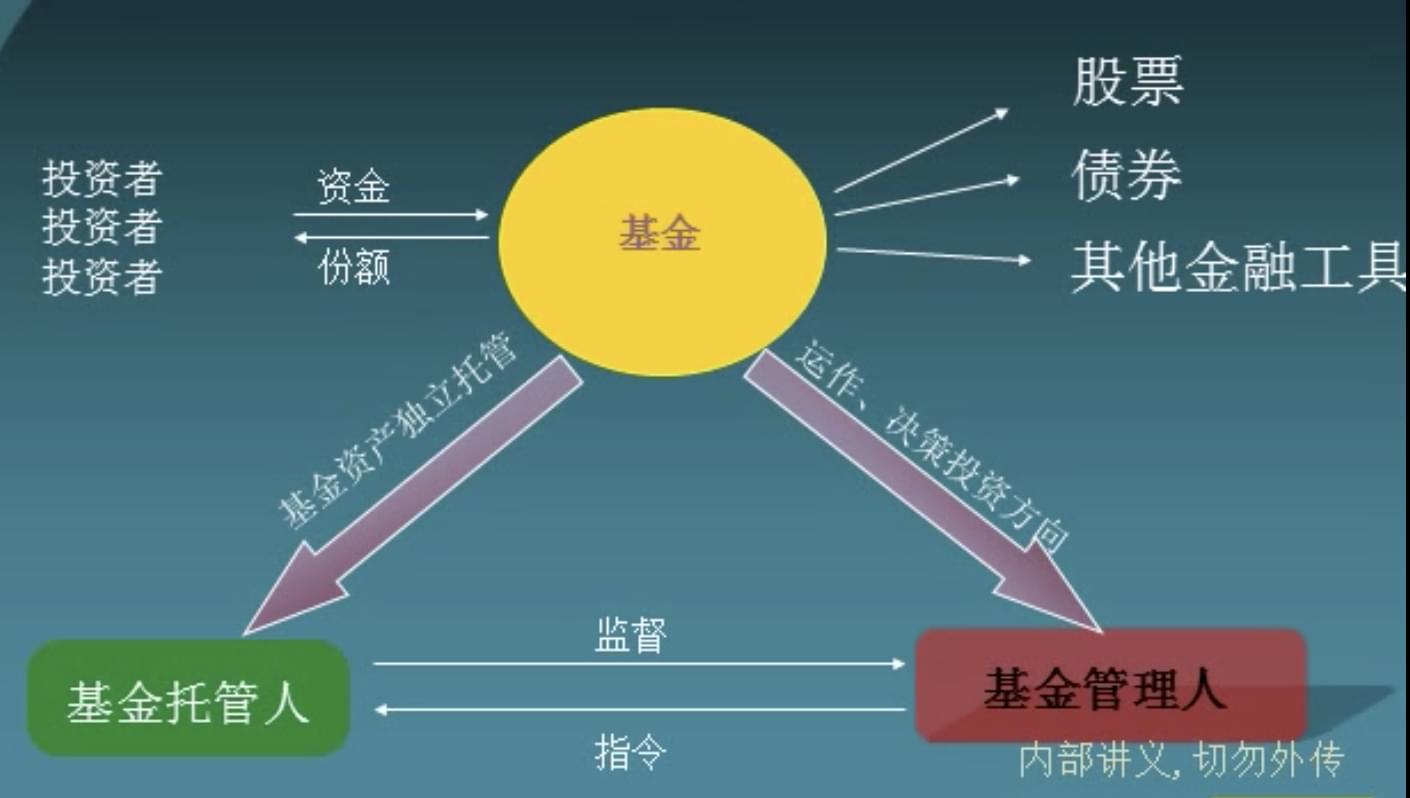 股票
债券
其他金融工具
投资者
投资者
投资者
资金
份额
基金
基金资产独立托管
运作、决策投资方向
监督
指令
基金托管人
基金管理人
内部讲义, 切勿外传